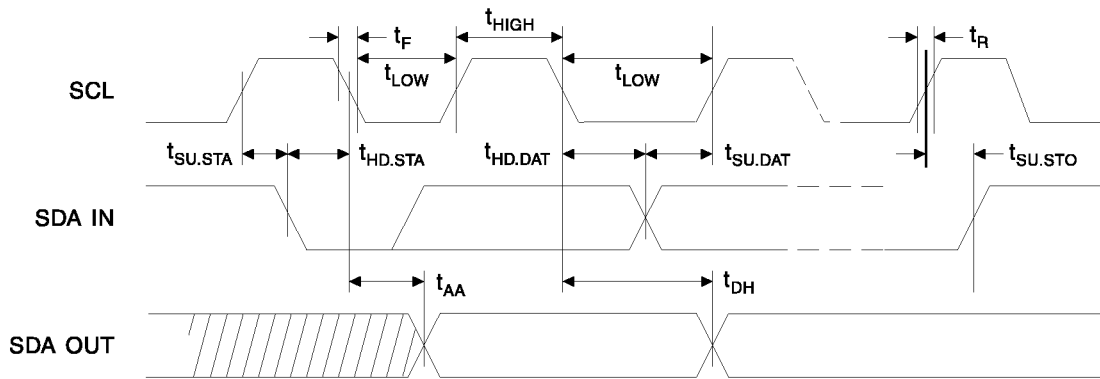 tF
tHIGH
tR
tLOW
tLOW
SCL
tSU.STA
tHD.STA
tHD.DAT
tSU.DAT
tSU.STO
SDA IN
tAA
tDH
SDA OUT